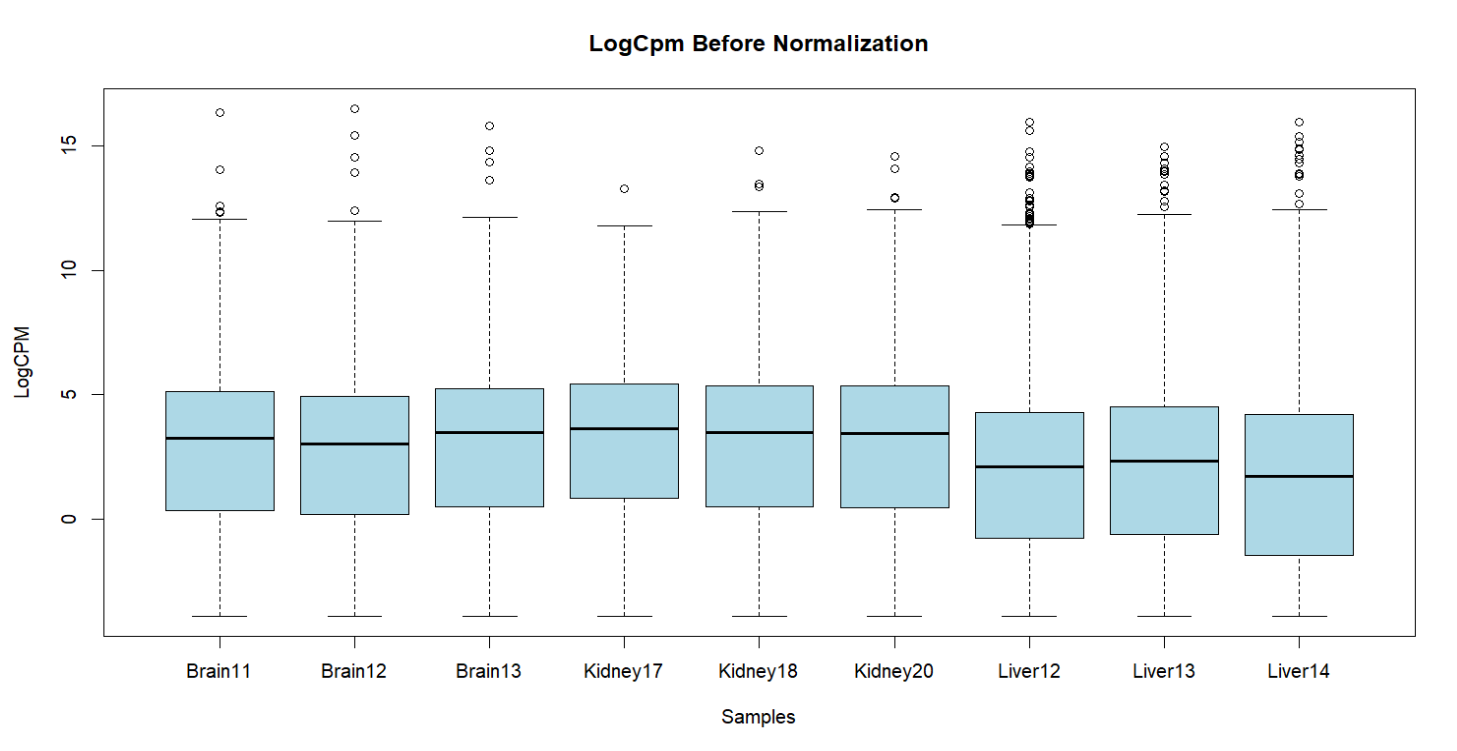 LogCpm Before Normalization
LogCPM
15
10
5
0
Brain11 Brain12 Brain13 Kidney17 Kidney18 Kidney20 Liver12 Liver13 Liver14
Samples